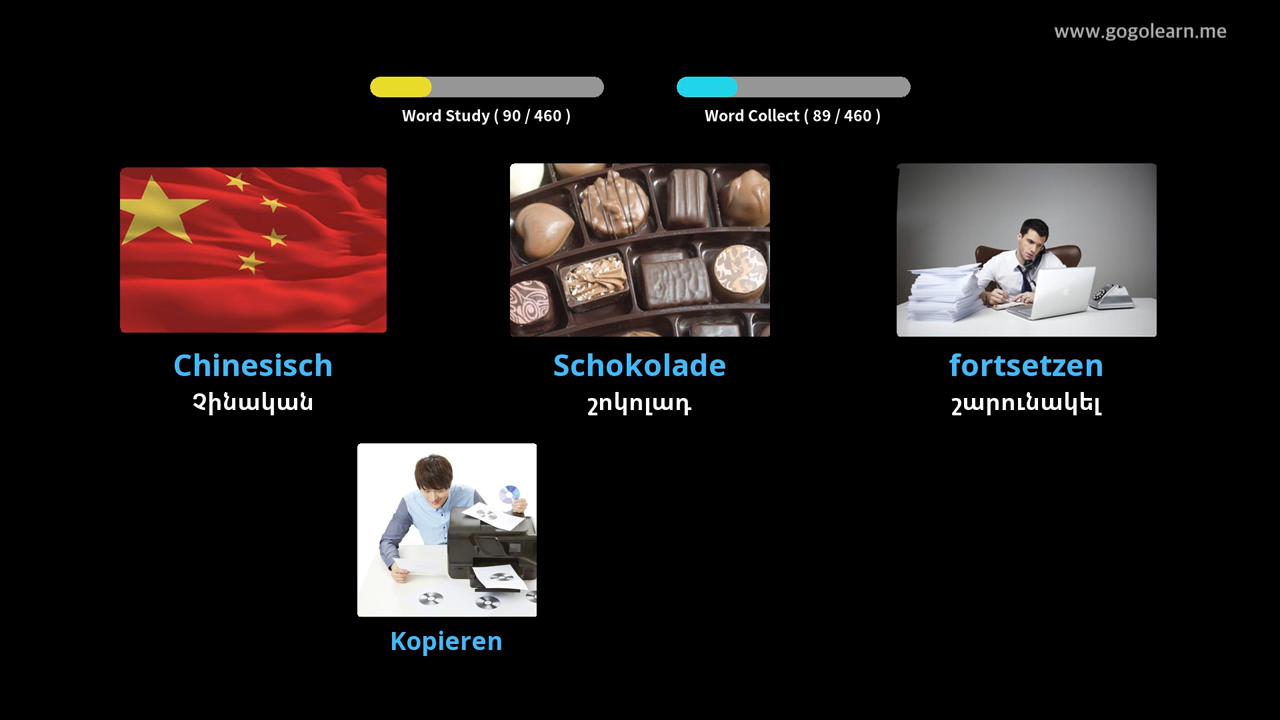 www.gogolearn.me
Word Study ( 90 / 460 )
Word Collect ( 89 / 460 )
Chinesisch
Չինական
Schokolade
շոկոլադ
fortsetzen
շարունակել
Kopieren